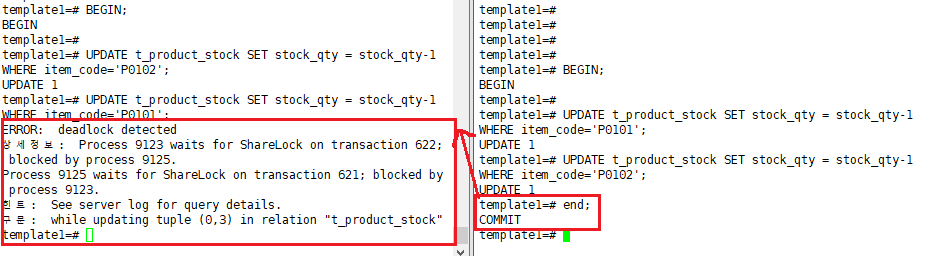 template1=# BEGIN;
BEGIN
template1=#
template1=# UPDATE t_product_stock SET stock_qty = stock_qty-1
WHERE item_code='P0102';
UPDATE 1
template1=# UPDATE t_product_stock SET stock_qty = stock_qty-1
WHERE item_code='P0101';
ERROR:  deadlock detected
상세정보:  Process 9123 waits for ShareLock on transaction 622;
 blocked by process 9125.
Process 9125 waits for ShareLock on transaction 621; blocked by
 process 9123.
힌트:  See server log for query details.
구문:  while updating tuple (0,3) in relation "t_product_stock"
template1=#
template1=#
template1=#
template1=#
template1=#
template1=# BEGIN;
BEGIN
template1=#
template1=# UPDATE t_product_stock SET stock_qty = stock_qty-1
WHERE item_code='P0101';
UPDATE 1
template1=# UPDATE t_product_stock SET stock_qty = stock_qty-1
WHERE item_code='P0102';
UPDATE 1
template1=# end;
COMMIT
template1=#